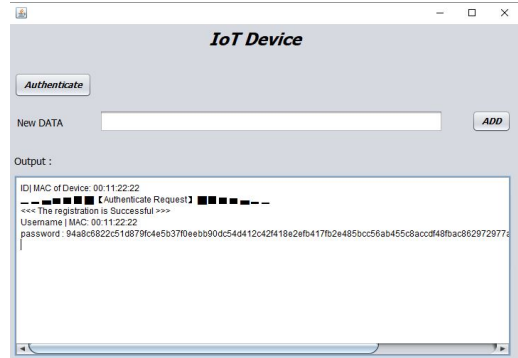 IoT Device
Authenticate
New DATA
ADD
Output :
ID| MAC of Device: 00:11:22:22
【Authenticate Request】
<<< The registration is Successful >>>
Username | MAC: 00:11:22:22
password : 94a8c6822c51d879fc4e5b37f0eebb90dc54d412c42f418e2efb417fb2e485bcc56ab455c8accdf48fbac862972977a